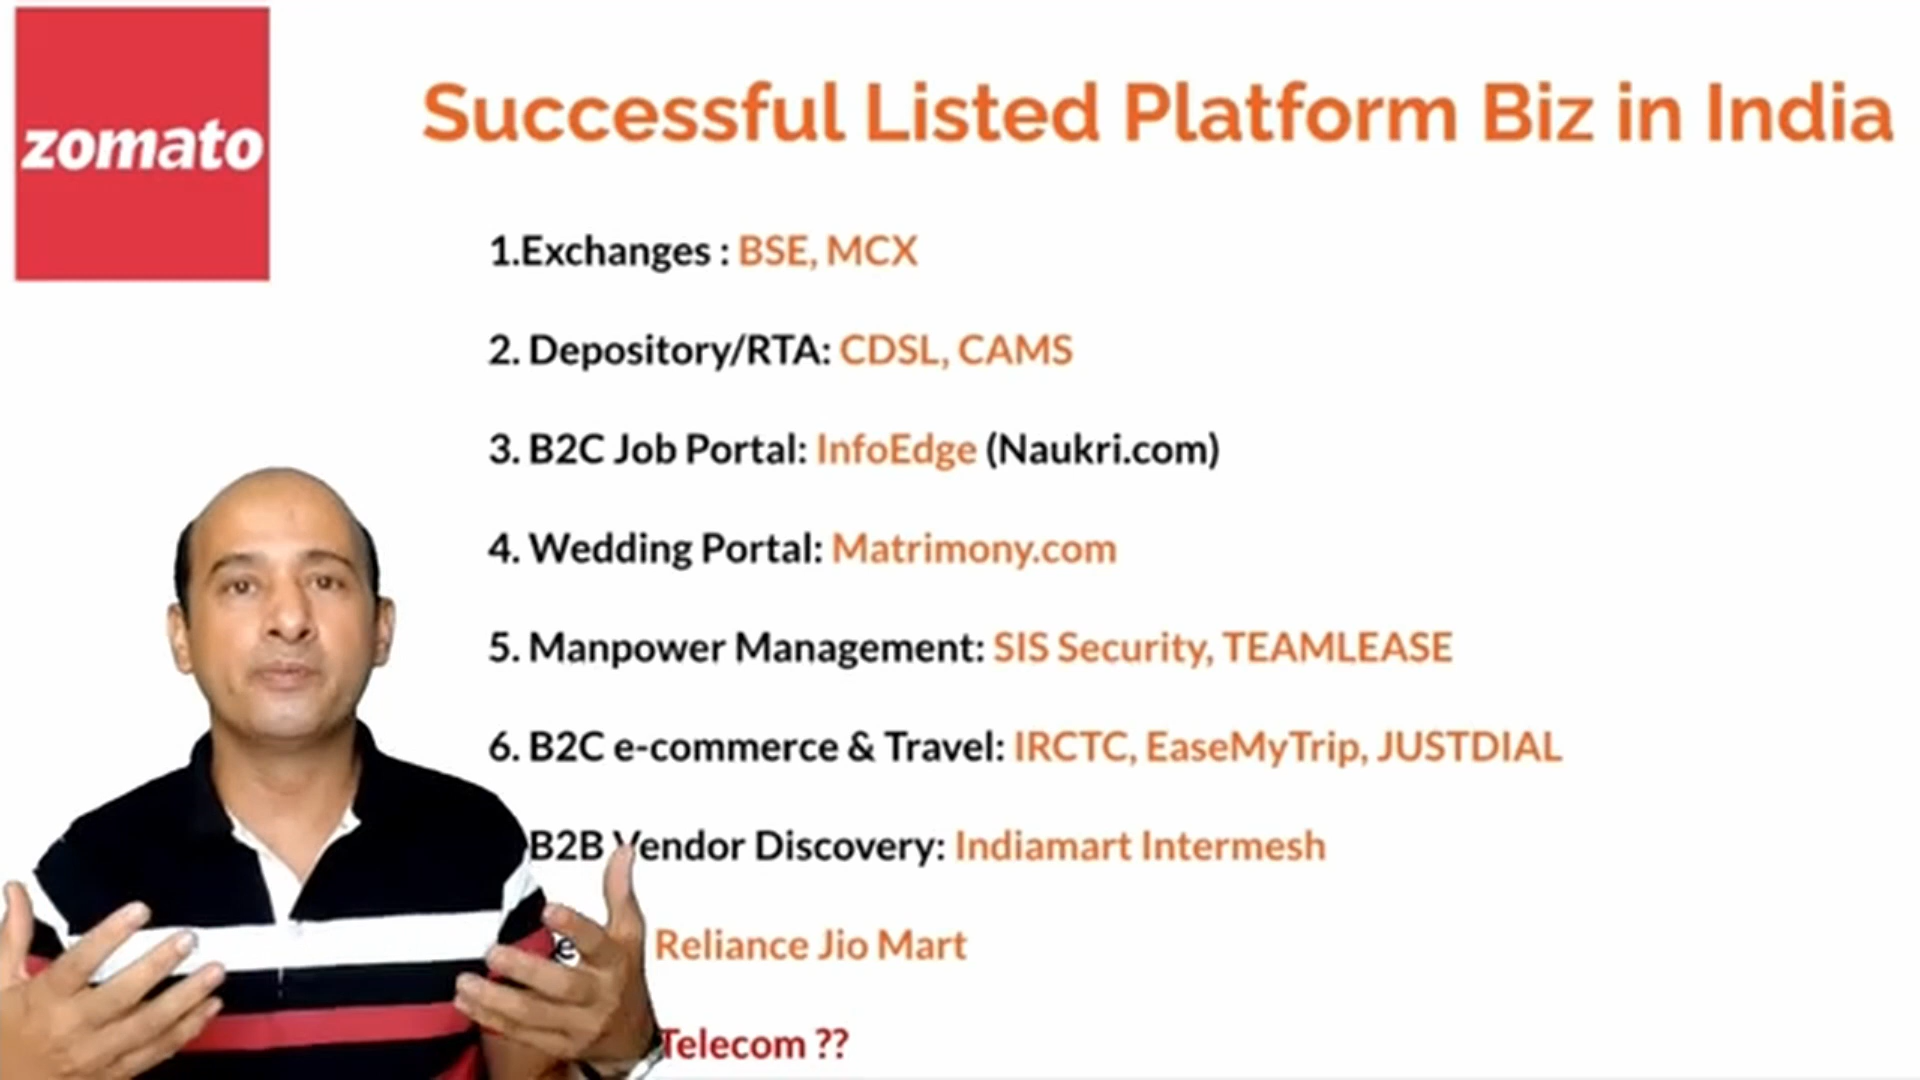 zomato
Successful Listed Platform Biz in India
1.Exchanges : BSE, MCX
2. Depository/RTA: CDSL, CAMS
3. B2C Job Portal: InfoEdge (Naukri.com)
4. Wedding Portal: Matrimony.com
5. Manpower Management: SIS Security, TEAMLEASE
6. B2C e-commerce & Travel: IRCTC, EaseMyTrip, JUSTDIAL
B2B Vendor Discovery: Indiamart Intermesh
Reliance Jio Mart
Telecom ??